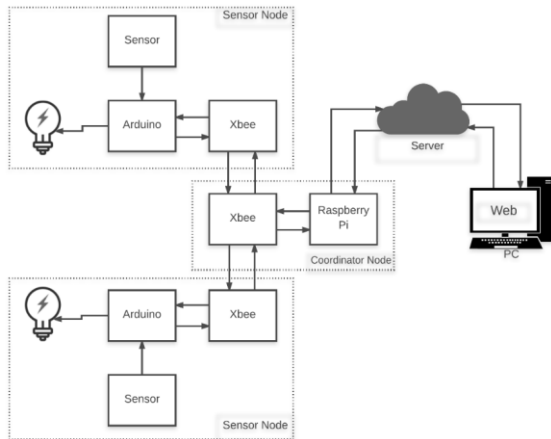 Sensor Node
Sensor
Arduino
Xbee
Server
Xbee
Raspberry
Pi
Web
PC
Coordinator Node
Arduino
Xbee
Sensor
Sensor Node